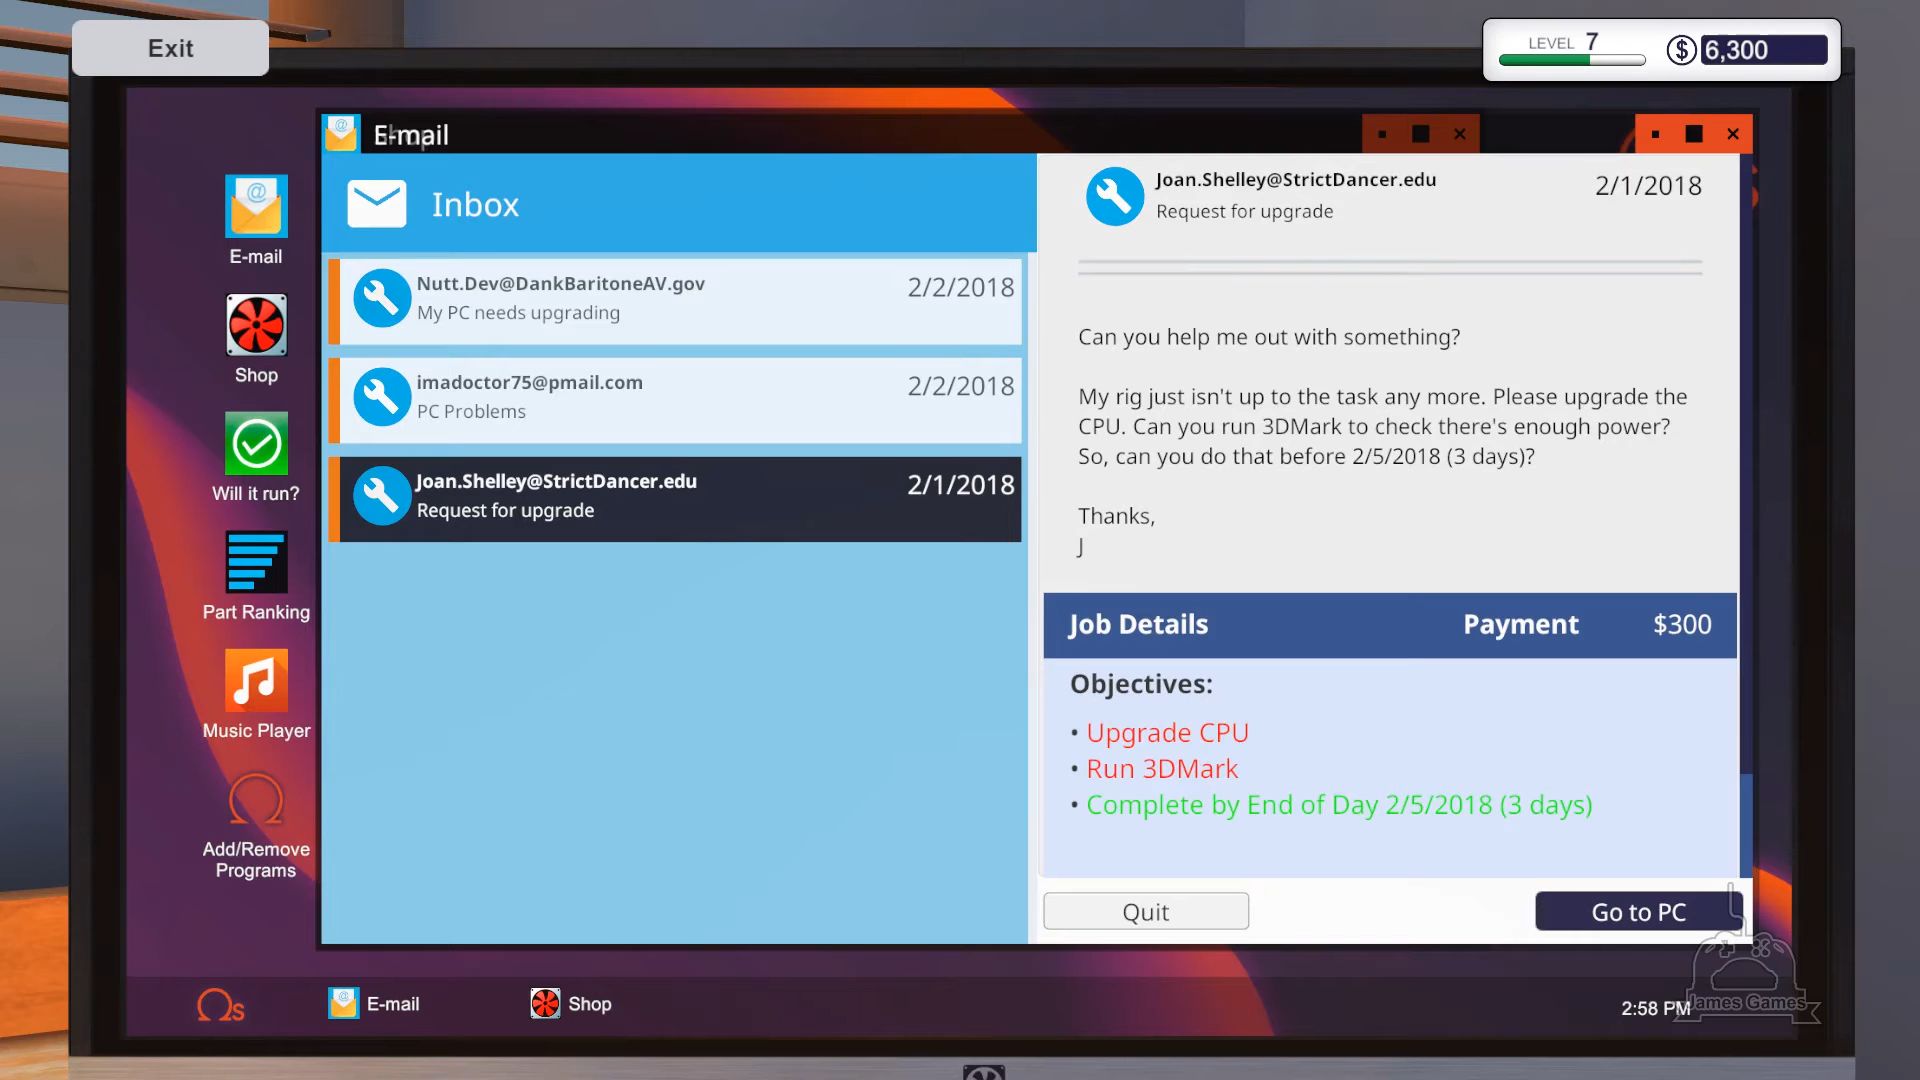 Exit
LEVEL 7
$ 6,300
E-mail
Inbox
Nutt.Dev@DankBaritoneAV.gov
2/2/2018
My PC needs upgrading
imadoctor75@pmail.com
2/2/2018
PC Problems
Joan.Shelley@StrictDancer.edu
2/1/2018
Request for upgrade
Joan.Shelley@StrictDancer.edu
2/1/2018
Request for upgrade
Can you help me out with something?
My rig just isn't up to the task any more. Please upgrade the
CPU. Can you run 3DMark to check there's enough power?
So, can you do that before 2/5/2018 (3 days)?
Thanks,
J
Job Details Payment $300
Objectives:
• Upgrade CPU
• Run 3DMark
• Complete by End of Day 2/5/2018 (3 days)
Quit
Go to PC
E-mail
Shop
Will it run?
Part Ranking
Music Player
Add/Remove
Programs
Ωs
E-mail
Shop
2:58 PM
James Games